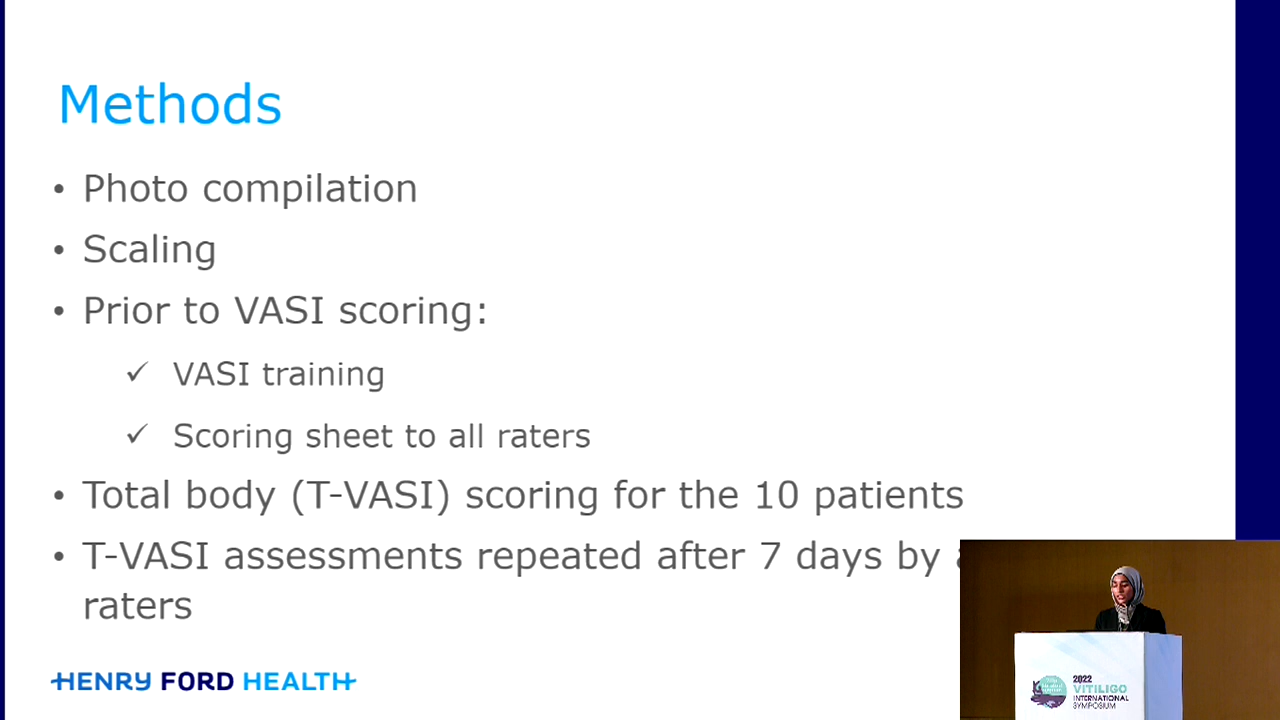 Methods
• Photo compilation
• Scaling
• Prior to VASI scoring:
✓ VASI training
✓ Scoring sheet to all raters
• Total body (T-VASI) scoring for the 10 patients
• T-VASI assessments repeated after 7 days by
raters
HENRY FORD HEALTH
2022
VITILIGO
INTERNATIONAL
SYMPOSIUM